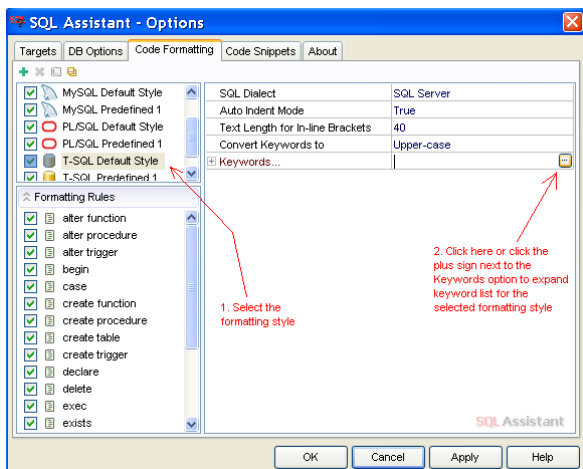 SQL Assistant - Options
Targets DB Options Code Formatting Code Snippets About
MySQL Default Style
MySQL Predefined 1
PL/SQL Default Style
PL/SQL Predefined 1
T-SQL Default Style
T-SQL Predefined 1
SQL Dialect SQL Server
Auto Indent Mode True
Text Length for In-line Brackets 40
Convert Keywords to Upper-case
Keywords... ...
Formatting Rules
alter function
alter procedure
alter trigger
begin
case
create function
create procedure
create table
create trigger
declare
delete
exec
exists
1. Select the
formatting style
2. Click here or click the
plus sign next to the
Keywords option to expand
keyword list for the
selected formatting style
SQL Assistant
OK Cancel Apply Help